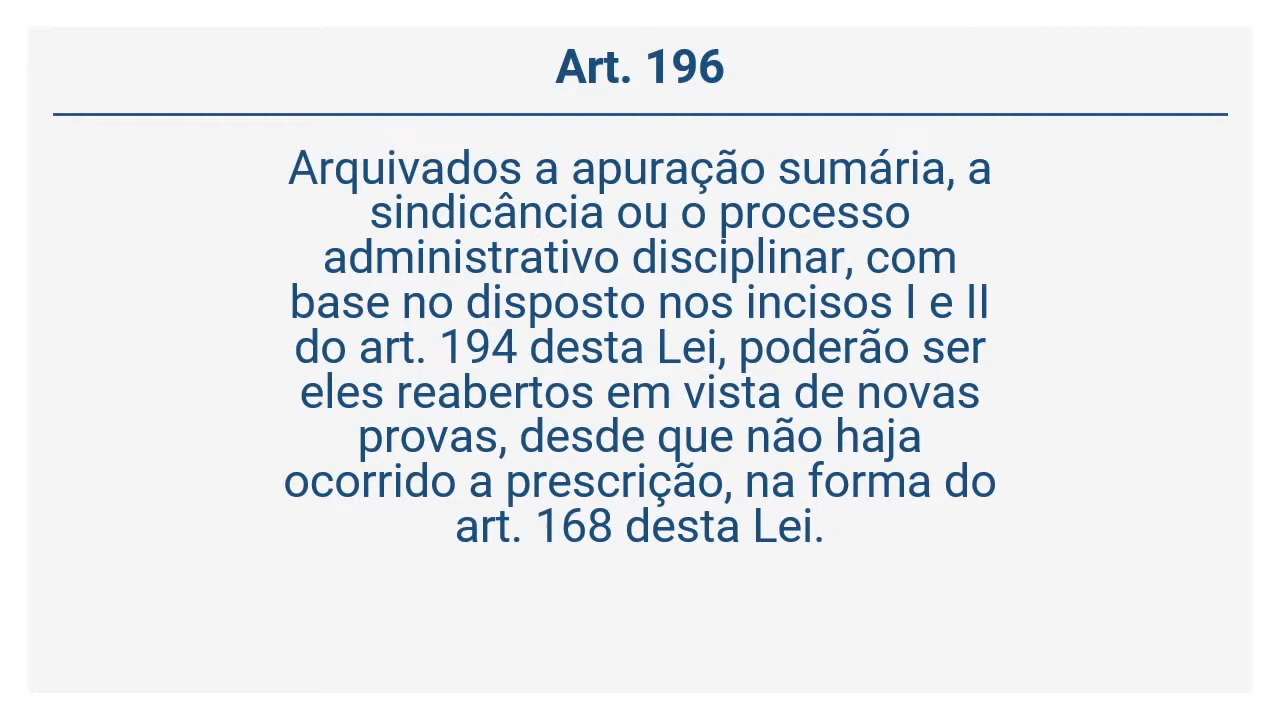 Art. 196
Arquivados a apuração sumária, a
sindicância ou o processo
administrativo disciplinar, com
base no disposto nos incisos I e II
do art. 194 desta Lei, poderão ser
eles reabertos em vista de novas
provas, desde que não haja
ocorrido a prescrição, na forma do
art. 168 desta Lei.